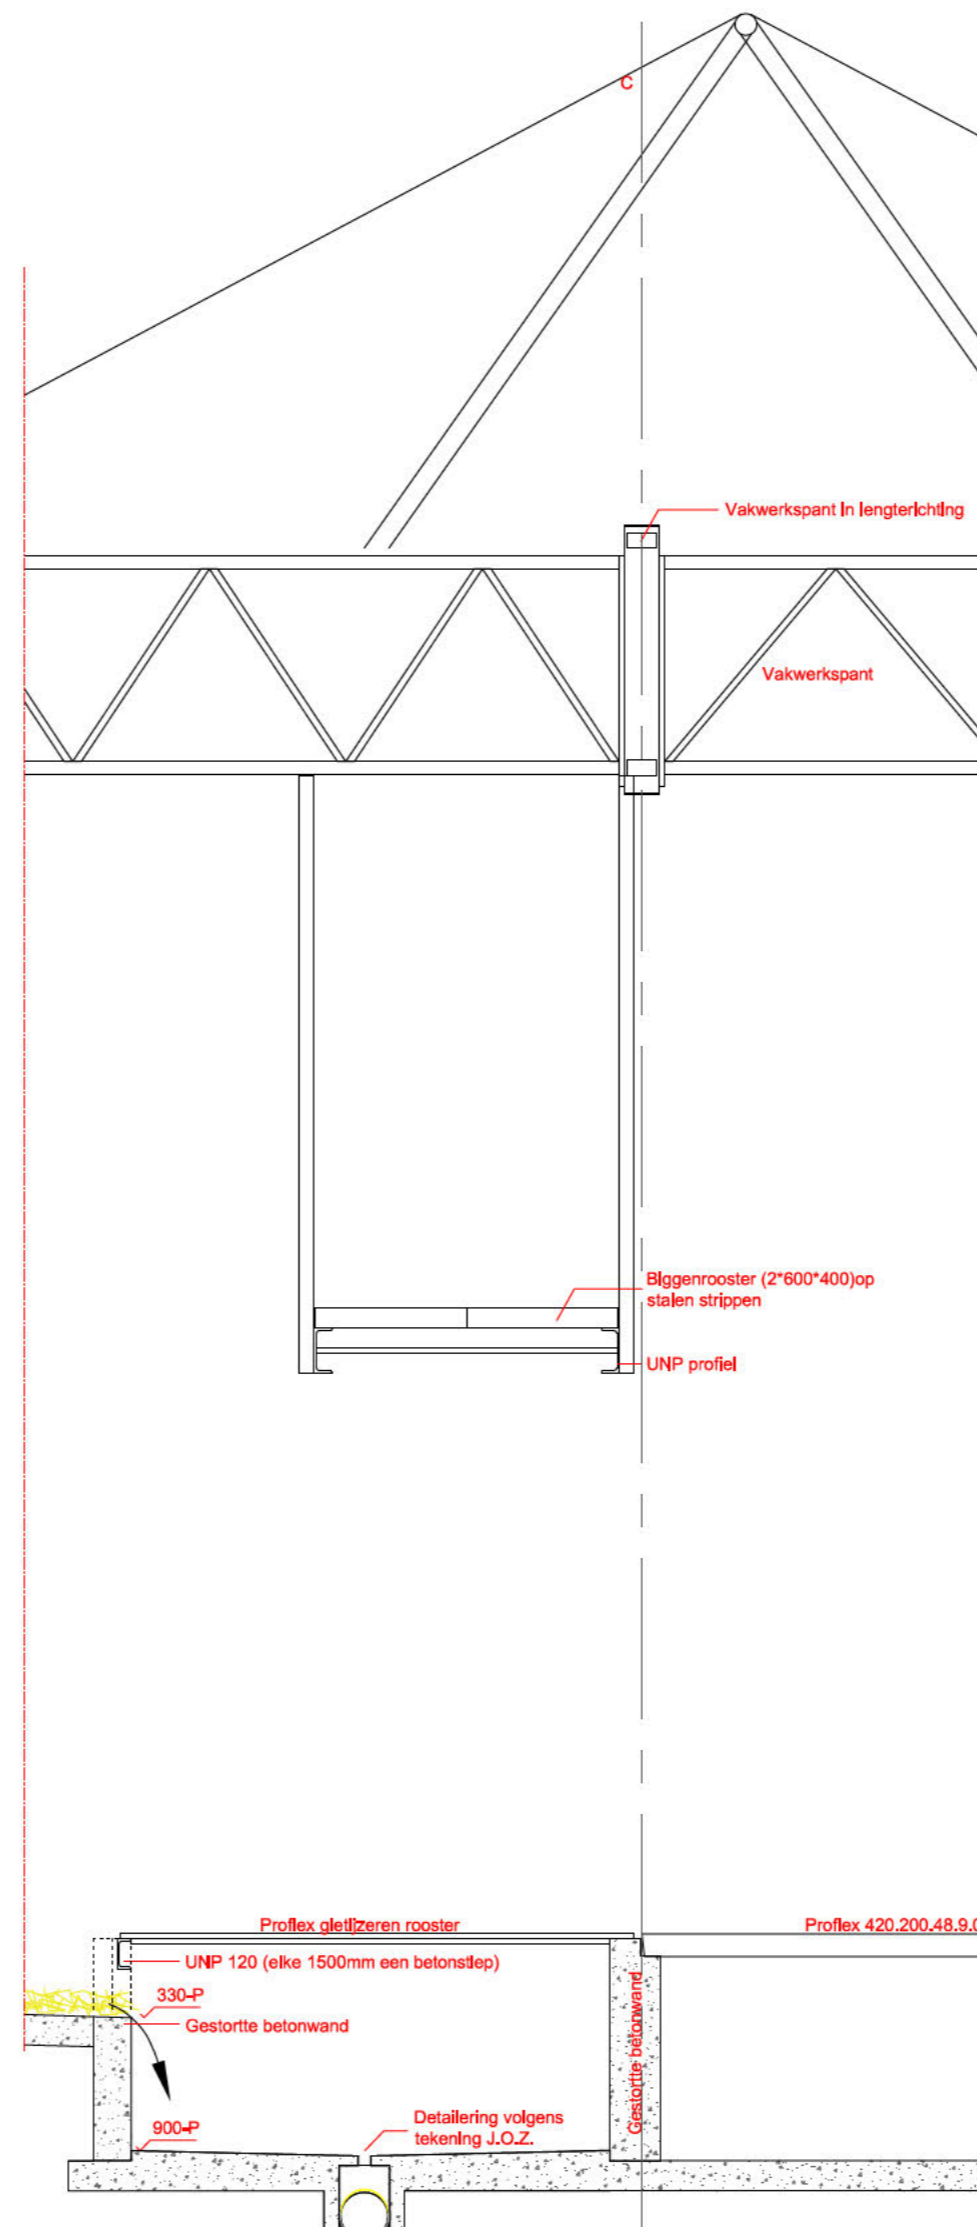 C
Vakwerkspant in lengterichting
Vakwerkspant
Biggenrooster (2*600*400)op
stalen strippen
UNP profiel
Proflex gietijzeren rooster
Proflex 420.200.48.9.0
UNP 120 (elke 1500mm een betonstiep)
330-P
Gestortte betonwand
Gestortte betonwand
900-P
Detailering volgens
tekening J.O.Z.